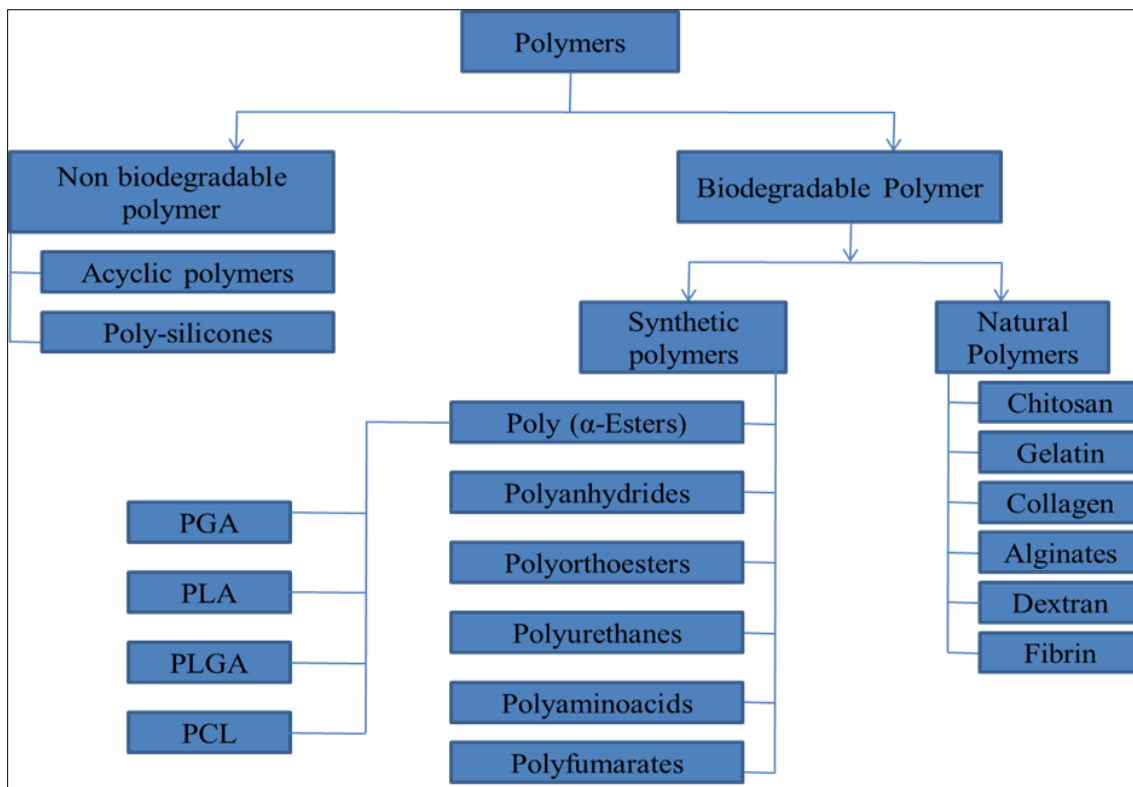 Polymers
Non biodegradable
polymer
Acyclic polymers
Poly-silicones
Biodegradable Polymer
Synthetic
polymers
Poly (α-Esters)
Polyanhydrides
Polyorthoesters
Polyurethanes
Polyaminoacids
Polyfumarates
PGA
PLA
PLGA
PCL
Natural
Polymers
Chitosan
Gelatin
Collagen
Alginates
Dextran
Fibrin